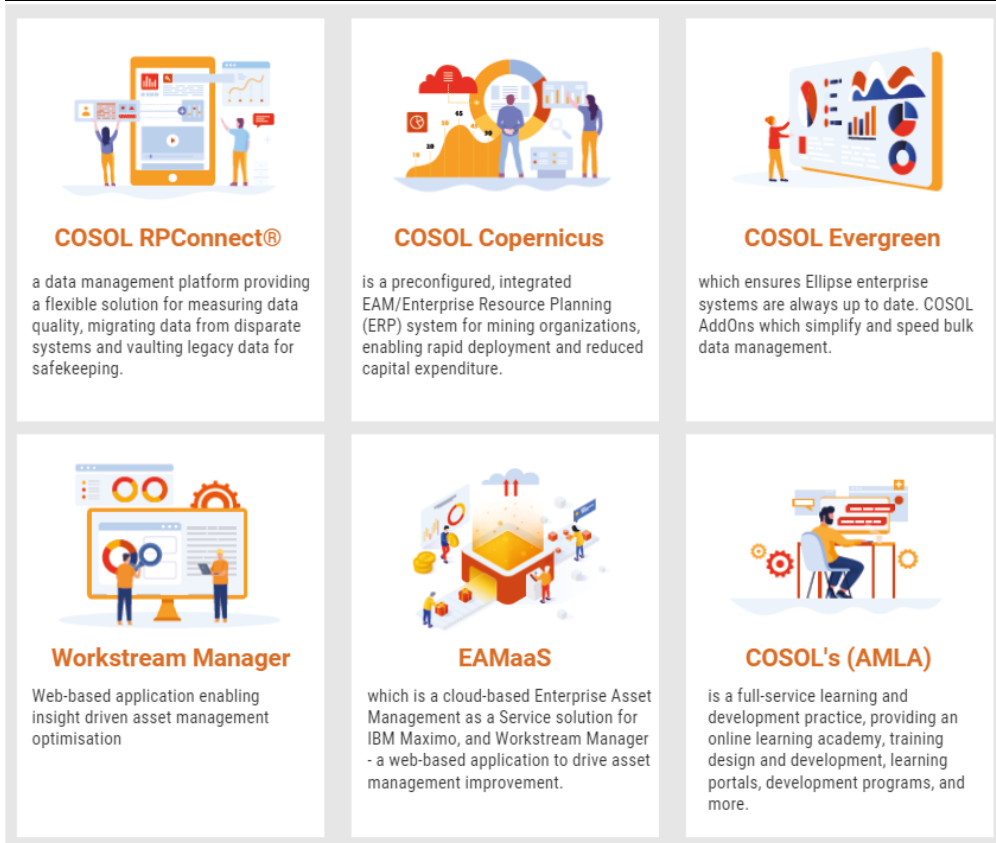 COSOL RPConnect®
a data management platform providing
a flexible solution for measuring data
quality, migrating data from disparate
systems and vaulting legacy data for
safekeeping.
45
COSOL Copernicus
is a preconfigured, integrated
EAM/Enterprise Resource Planning
(ERP) system for mining organizations,
enabling rapid deployment and reduced
capital expenditure.
COSOL Evergreen
which ensures Ellipse enterprise
systems are always up to date. COSOL
AddOns which simplify and speed bulk
data management.
Workstream Manager
Web-based application enabling
insight driven asset management
optimisation
EAMaaS
which is a cloud-based Enterprise Asset
Management as a Service solution for
IBM Maximo, and Workstream Manager
- a web-based application to drive asset
management improvement.
COSOL's (AMLA)
is a full-service learning and
development practice, providing an
online learning academy, training
design and development, learning
portals, development programs, and
more.